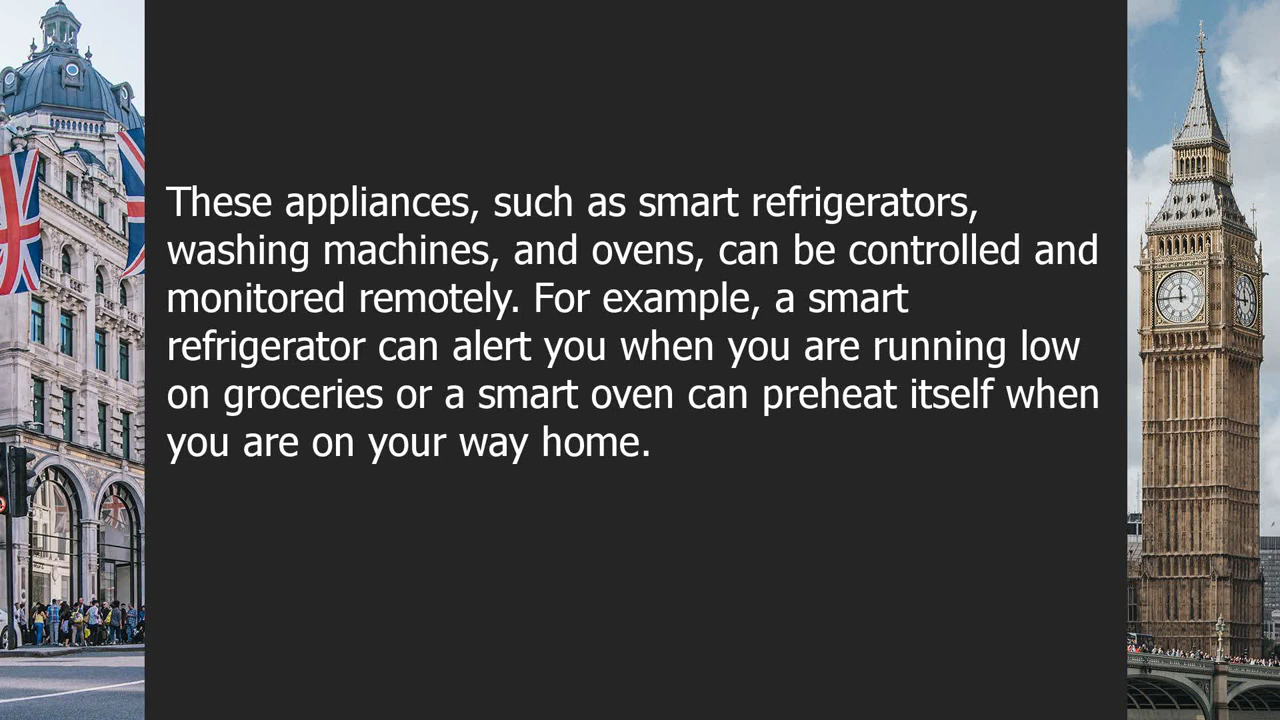 These appliances, such as smart refrigerators,
washing machines, and ovens, can be controlled and
monitored remotely. For example, a smart
refrigerator can alert you when you are running low
on groceries or a smart oven can preheat itself when
you are on your way home.